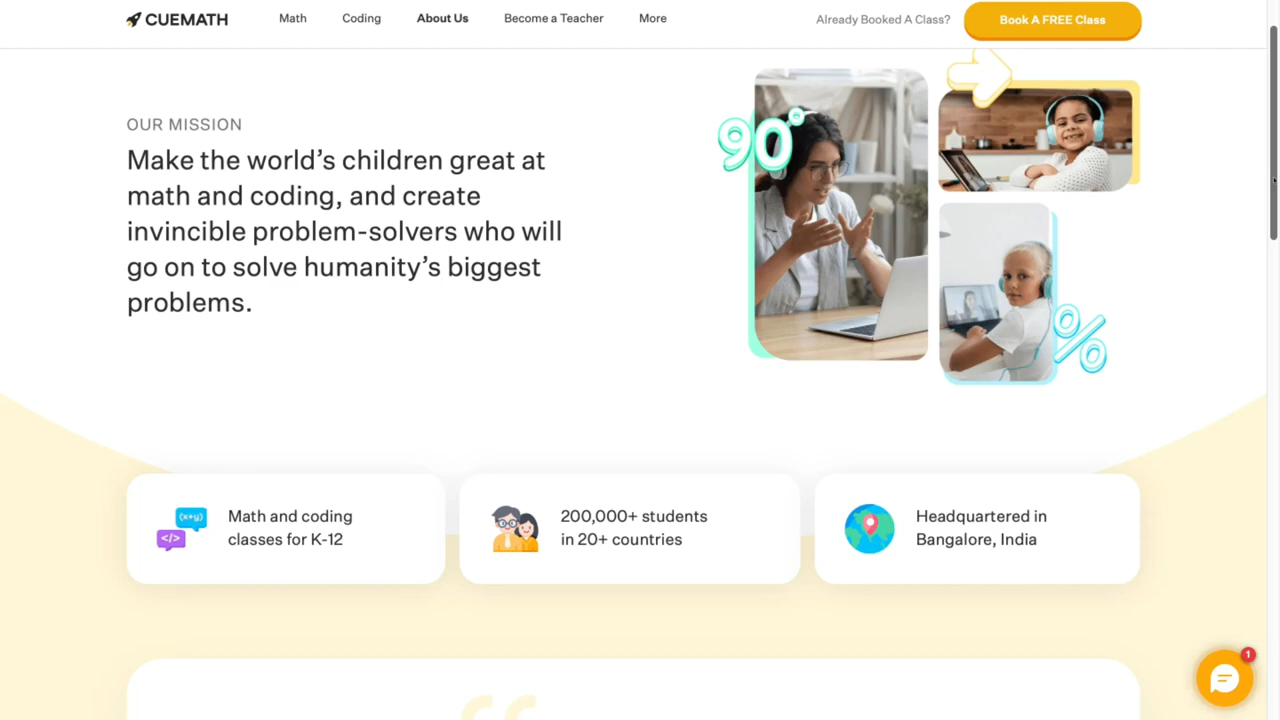 CUEMATH
Math
Coding
About Us
Become a Teacher
More
Already Booked A Class?
Book A FREE Class
OUR MISSION
Make the world’s children great at
math and coding, and create
invincible problem-solvers who will
go on to solve humanity’s biggest
problems.
90°
%
(x+y)
</>
Math and coding
classes for K-12
200,000+ students
in 20+ countries
Headquartered in
Bangalore, India
1
“